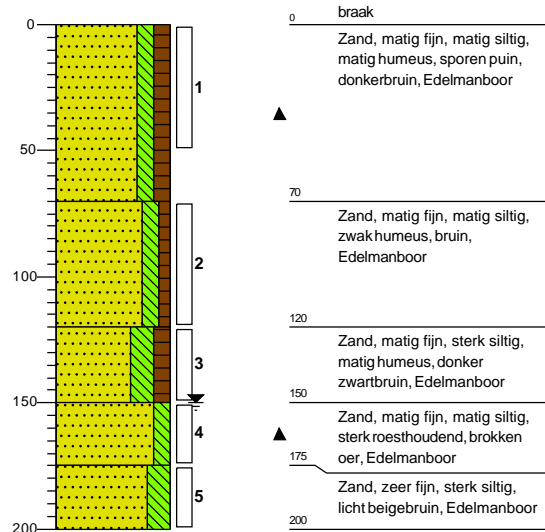 0
50
100
150
200
1
2
3
4
5
braak
0
Zand, matig fijn, matig siltig,
matig humeus, sporen puin,
donkerbruin, Edelmanboor
70
Zand, matig fijn, matig siltig,
zwak humeus, bruin,
Edelmanboor
120
Zand, matig fijn, sterk siltig,
matig humeus, donker
zwartbruin, Edelmanboor
150
Zand, matig fijn, matig siltig,
sterk roesthoudend, brokken
oer, Edelmanboor
175
Zand, zeer fijn, sterk siltig,
licht beigebruin, Edelmanboor
200